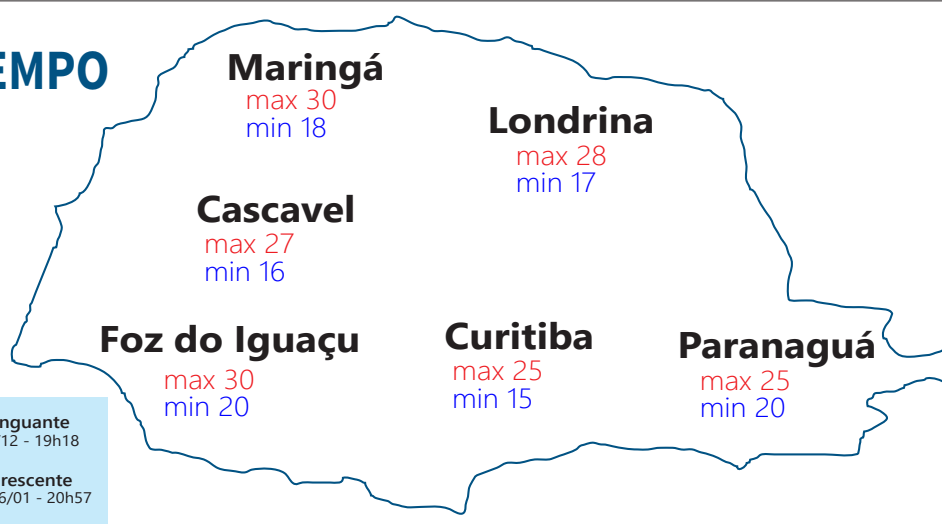 EMPO
Maringá
max 30
min 18
Londrina
max 28
min 17
Cascavel
max 27
min 16
Foz do Iguaçu
max 30
min 20
Curitiba
max 25
min 15
Paranaguá
max 25
min 20
nguante
12 - 19h18
rescente
6/01 - 20h57